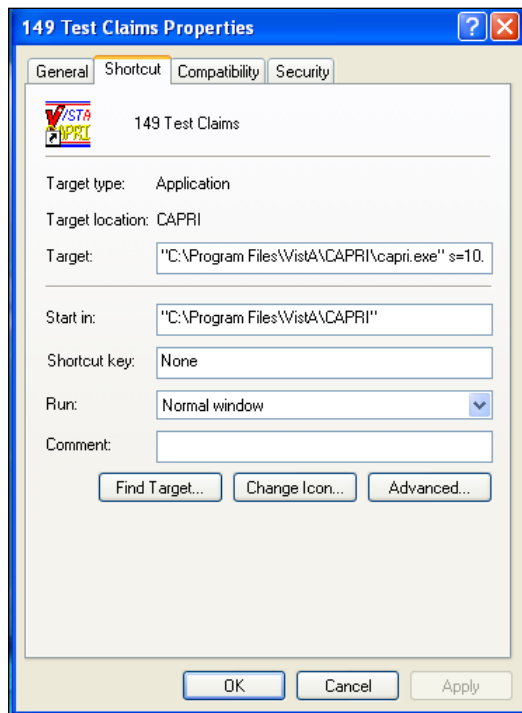 149 Test Claims Properties
General Shortcut Compatibility Security
VISTA
CAPRI
149 Test Claims
Target type: Application
Target location: CAPRI
Target: "C:\Program Files\VistA\CAPRI\capri.exe" s=10.
Start in: "C:\Program Files\VistA\CAPRI"
Shortcut key: None
Run: Normal window
Comment:
Find Target... Change Icon... Advanced...
OK Cancel Apply